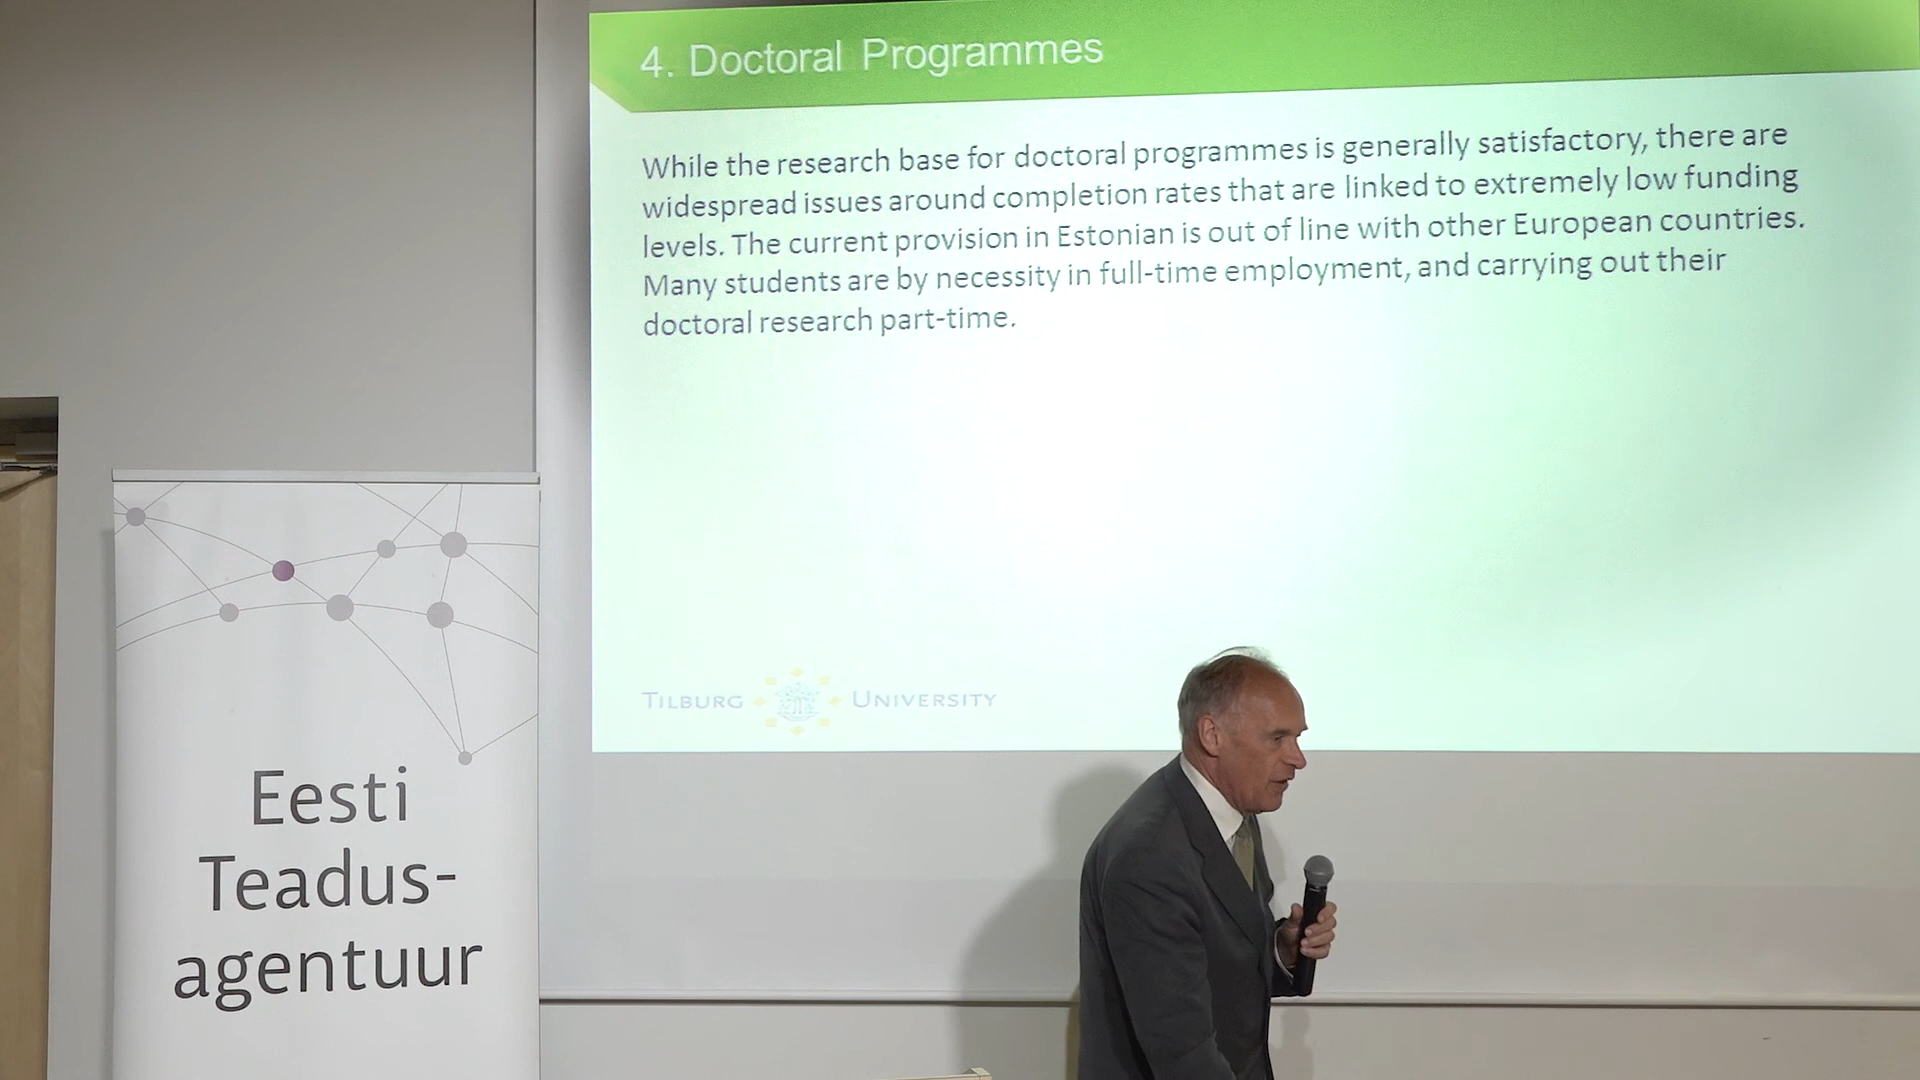 4. Doctoral Programmes
While the research base for doctoral programmes is generally satisfactory, there are
widespread issues around completion rates that are linked to extremely low funding
levels. The current provision in Estonian is out of line with other European countries.
Many students are by necessity in full-time employment, and carrying out their
doctoral research part-time.
TILBURG UNIVERSITY
Eesti
Teadus-
agentuur